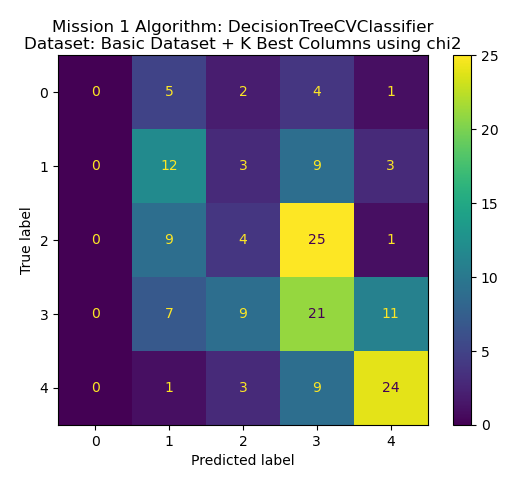 Mission 1 Algorithm: DecisionTreeCVClassifier
Dataset: Basic Dataset + K Best Columns using chi2
0 0 5 2 4 1
1 0 12 3 9 3
2 0 9 4 25 1
3 0 7 9 21 11
4 0 1 3 9 24
0 1 2 3 4
Predicted label
True label
25
20
15
10
5
0